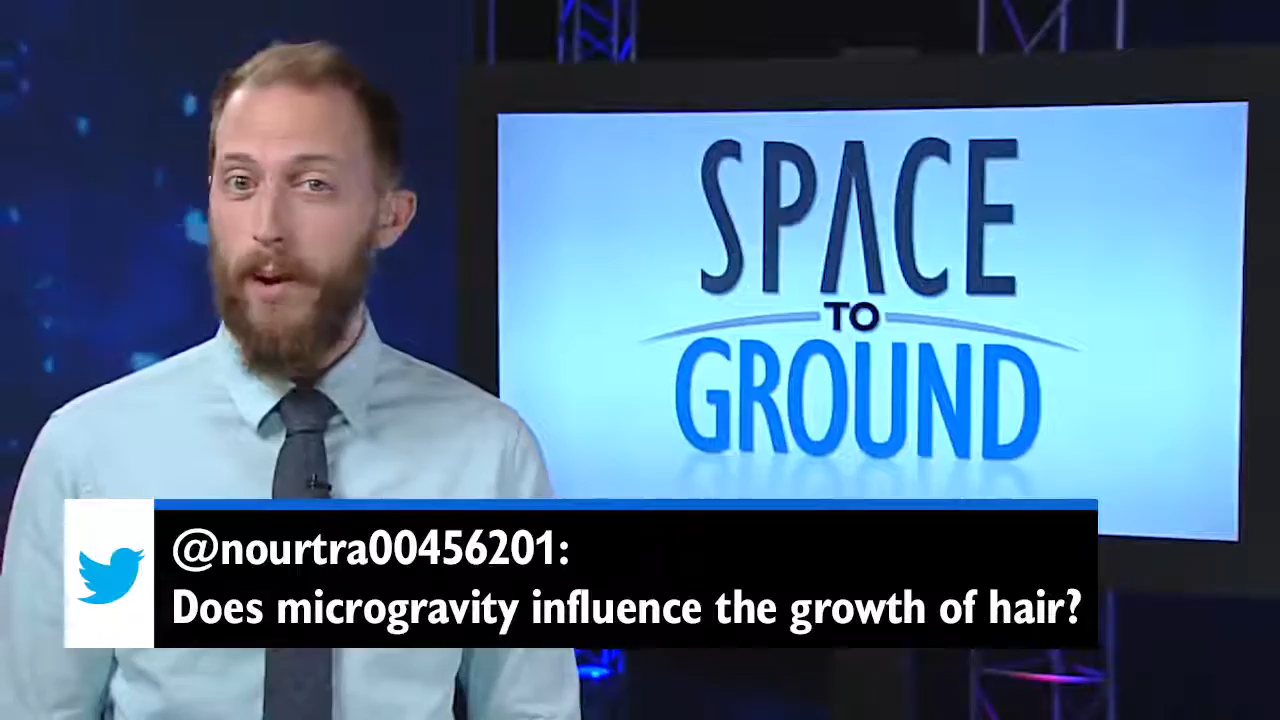 SPACE
TO
GROUND
@nourtra00456201:
Does microgravity influence the growth of hair?